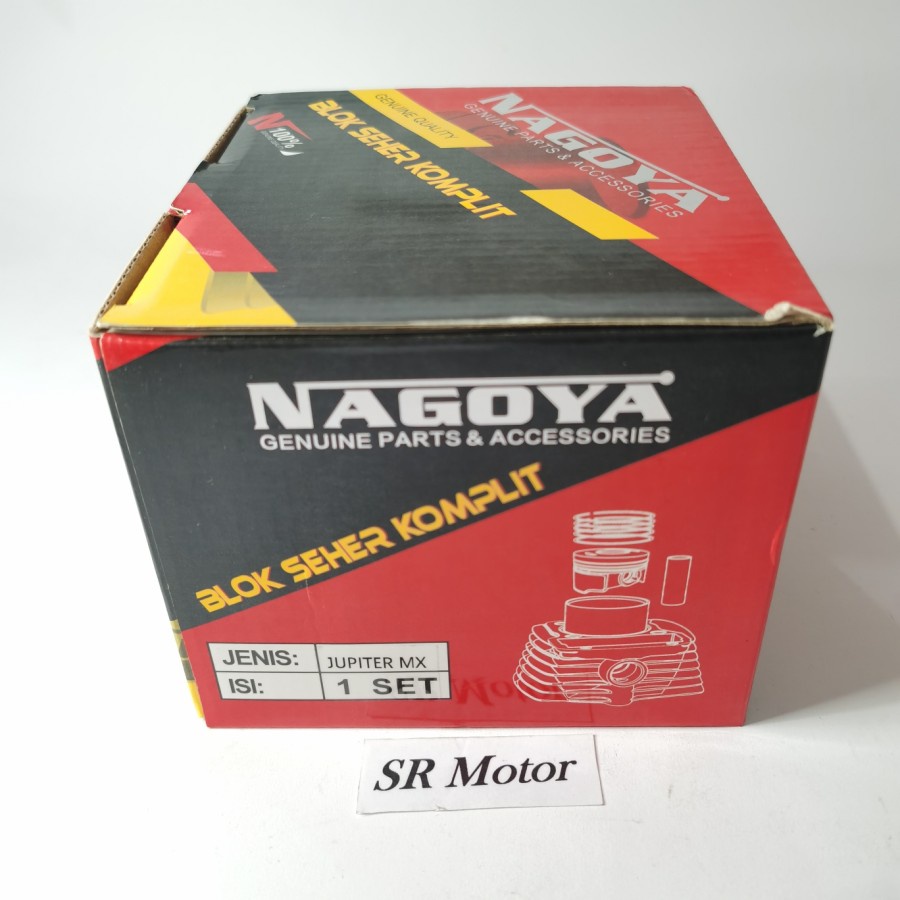 NAGOYA
GENUINE PARTS & ACCESSORIES
GENUINE QUALITY
BLOK SEHER KOMPLIT
N 100%
NAGOYA
GENUINE PARTS & ACCESSORIES
BLOK SEHER KOMPLIT
JENIS: JUPITER MX
ISI: 1 SET
SR Motor